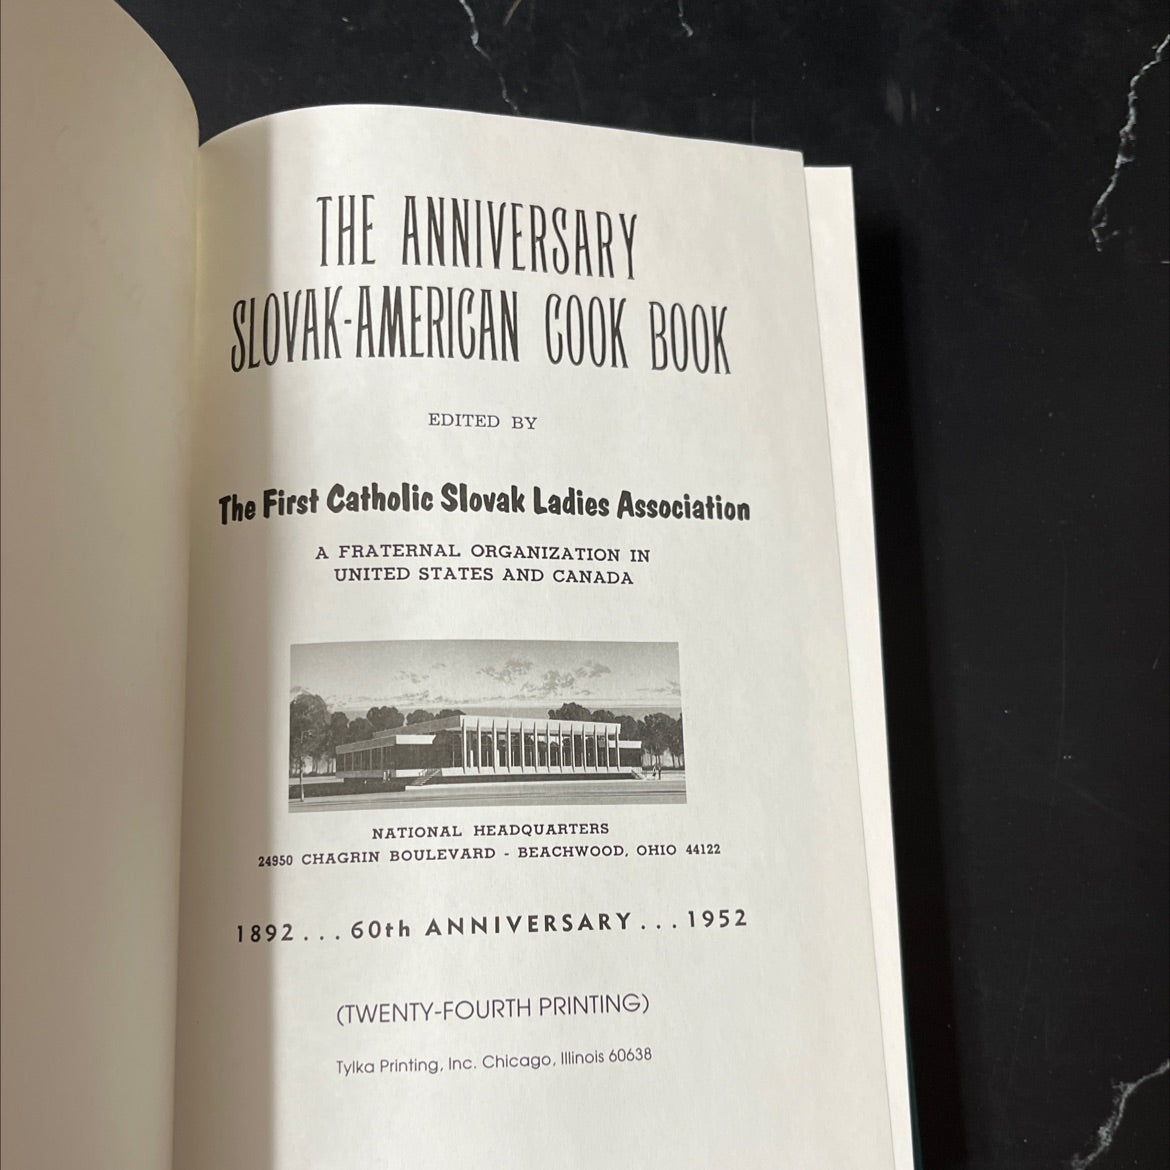 THE ANNIVERSARY
SLOVAK-AMERICAN COOK BOOK
EDITED BY
The First Catholic Slovak Ladies Association
A FRATERNAL ORGANIZATION IN
UNITED STATES AND CANADA
NATIONAL HEADQUARTERS
24950 CHAGRIN BOULEVARD - BEACHWOOD, OHIO 44122
1892 . . . 60th ANNIVERSARY . . . 1952
(TWENTY-FOURTH PRINTING)
Tylka Printing, Inc. Chicago, Illinois 60638